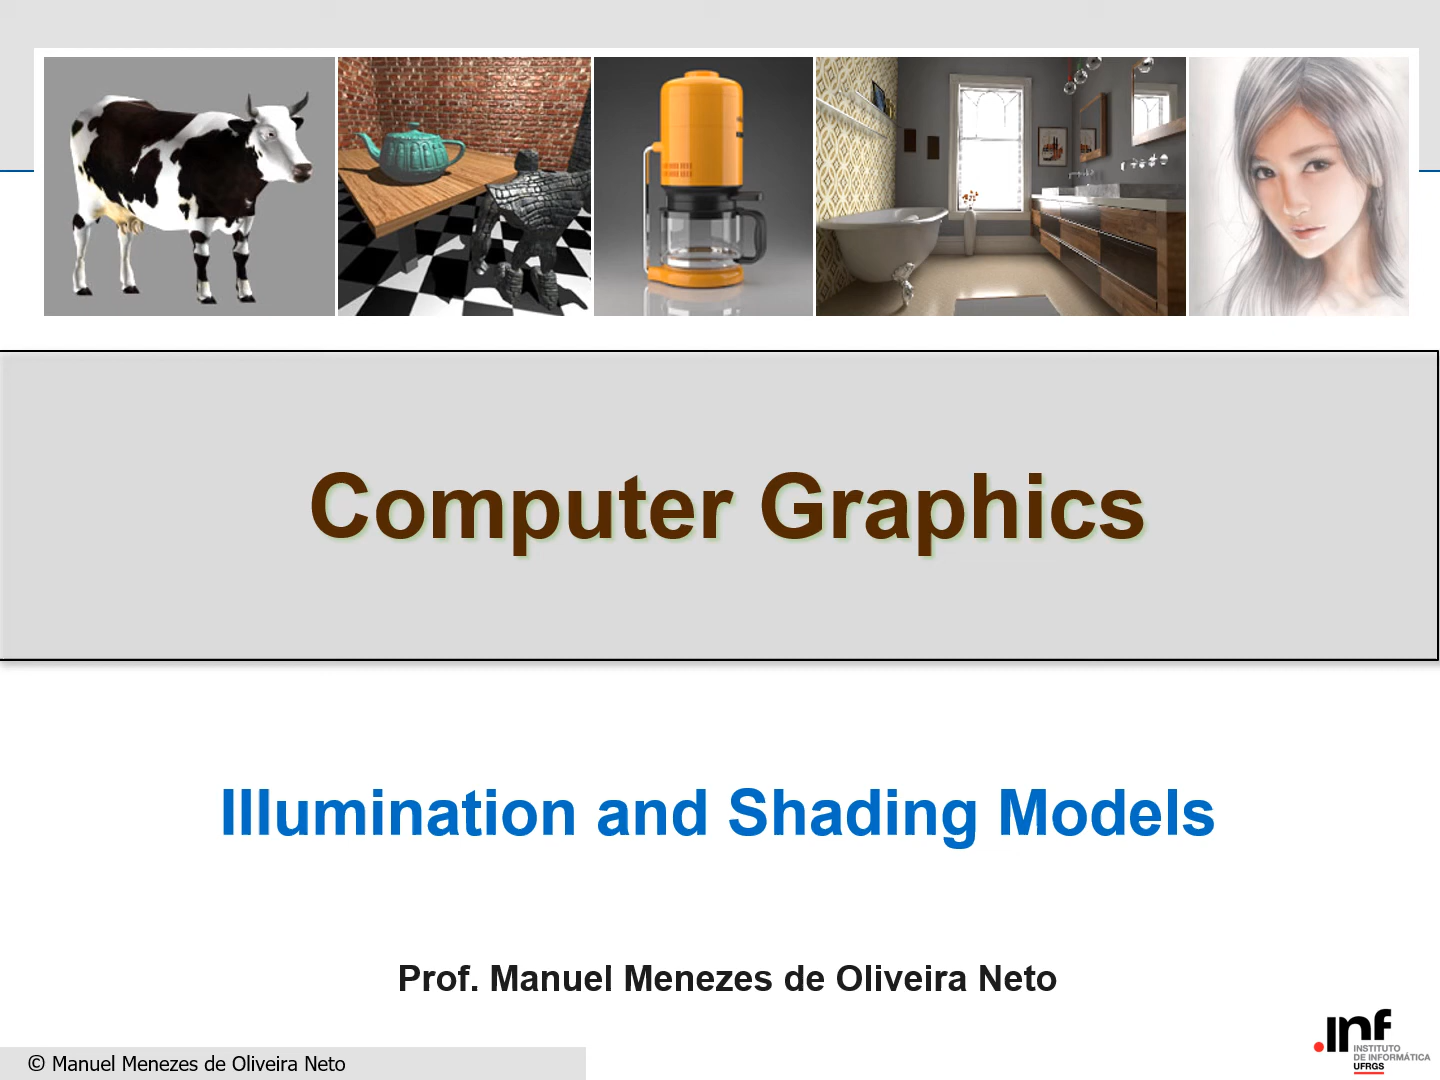 Computer Graphics
Illumination and Shading Models
Prof. Manuel Menezes de Oliveira Neto
© Manuel Menezes de Oliveira Neto
inf
INSTITUTO
DE INFORMÁTICA
UFRGS